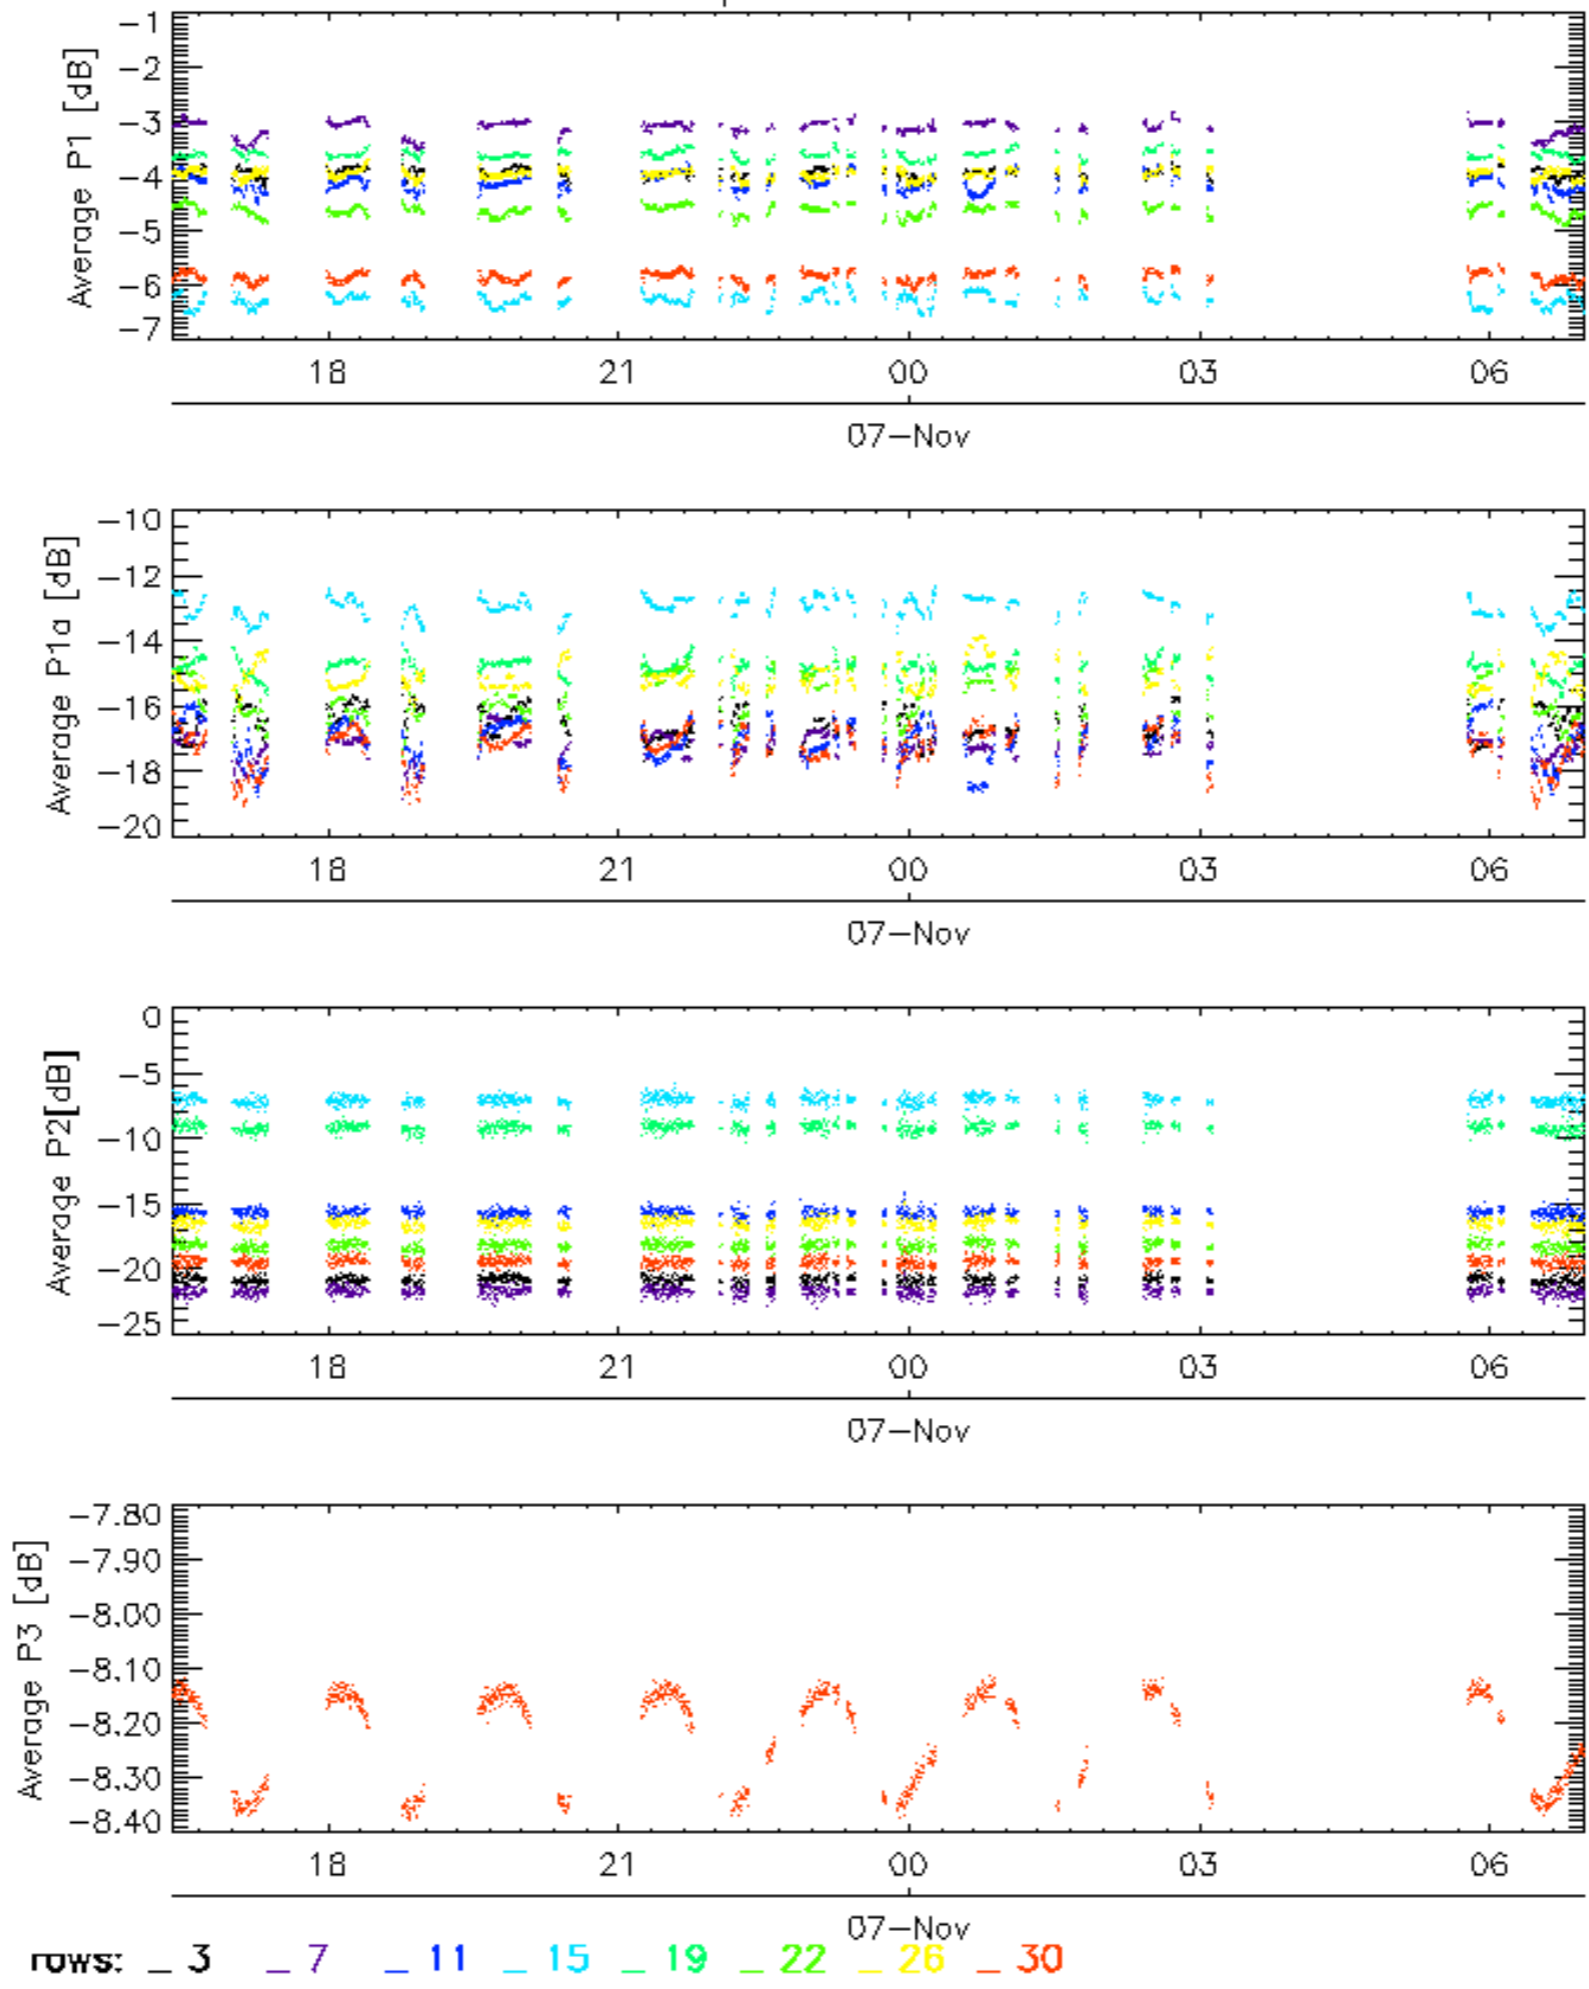 Average P1 [dB]
−1
−2
−3
−4
−5
−6
−7
18 21 00 03 06
07−Nov
Average P1a [dB]
−10
−12
−14
−16
−18
−20
18 21 00 03 06
07−Nov
Average P2[dB]
0
−5
−10
−15
−20
−25
18 21 00 03 06
07−Nov
Average P3 [dB]
−7.80
−7.90
−8.00
−8.10
−8.20
−8.30
−8.40
18 21 00 03 06
07−Nov
rows: _ 3 _ 7 _ 11 _ 15 _ 19 _ 22 _ 26 _ 30